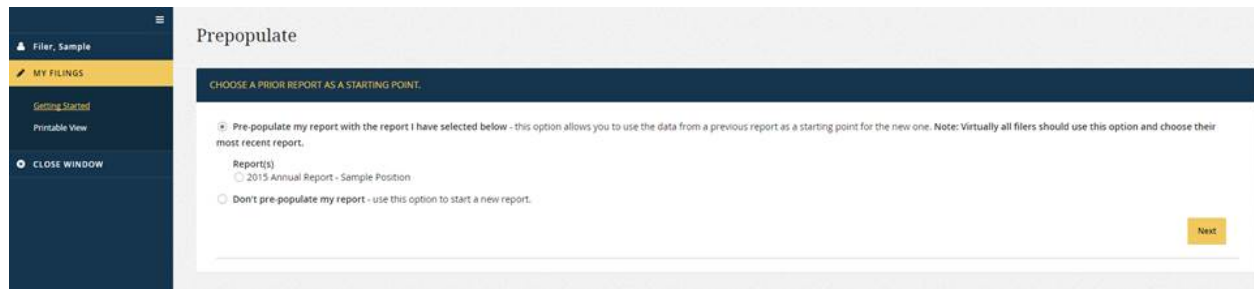 Filer, Sample
MY FILINGS
Getting Started
Printable View
CLOSE WINDOW
Prepopulate
CHOOSE A PRIOR REPORT AS A STARTING POINT.
Pre-populate my report with the report I have selected below - this option allows you to use the data from a previous report as a starting point for the new one. Note: Virtually all filers should use this option and choose their
most recent report.
Report(s)
2015 Annual Report - Sample Position
Don't pre-populate my report - use this option to start a new report.
Next